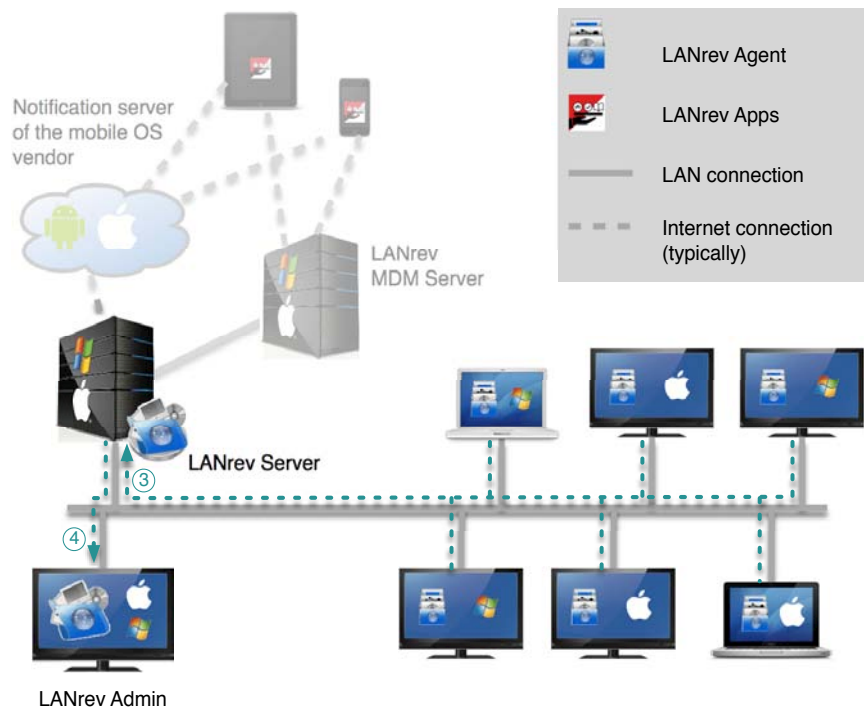 Notification server
of the mobile OS
vendor
LANrev
MDM Server
LANrev Agent
LANrev Apps
LAN connection
Internet connection
(typically)
LANrev Server
3
4
LANrev Admin